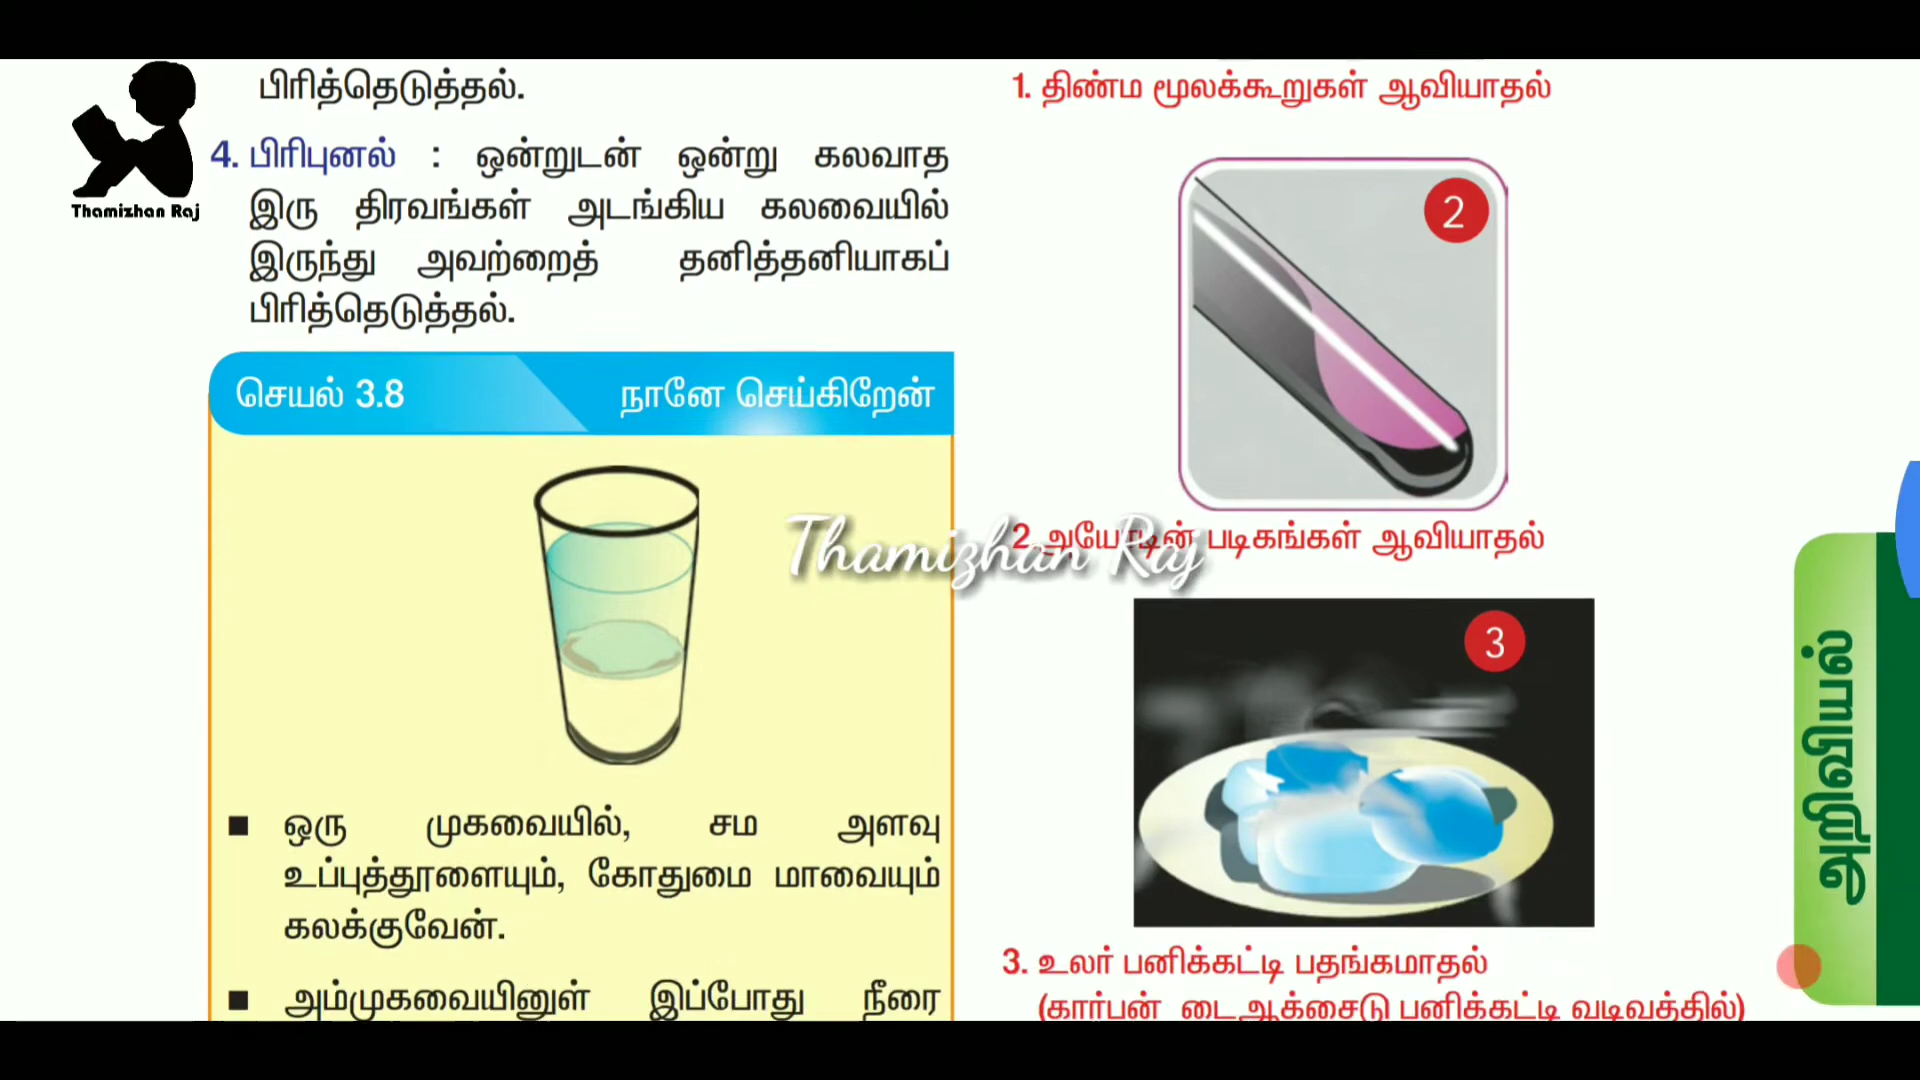 Thamizhan Raj
பிரித்தெடுத்தல்.
4. பிரிபுனல் : ஒன்றுடன் ஒன்று கலவாத
இரு திரவங்கள் அடங்கிய கலவையில்
இருந்து அவற்றைத் தனித்தனியாகப்
பிரித்தெடுத்தல்.
செயல் 3.8 நானே செய்கிறேன்
■ ஒரு முகவையில், சம அளவு
உப்புத்தூளையும், கோதுமை மாவையும்
கலக்குவேன்.
■ அம்முகவையினுள் இப்போது நீரை
1. திண்ம மூலக்கூறுகள் ஆவியாதல்
2
2 அயோடின் படிகங்கள் ஆவியாதல்
Thamizhan Raj
3
3. உலர் பனிக்கட்டி பதங்கமாதல்
(கார்பன் டைஆக்சைடு பனிக்கட்டி வடிவத்தில்)
அறிவியல்